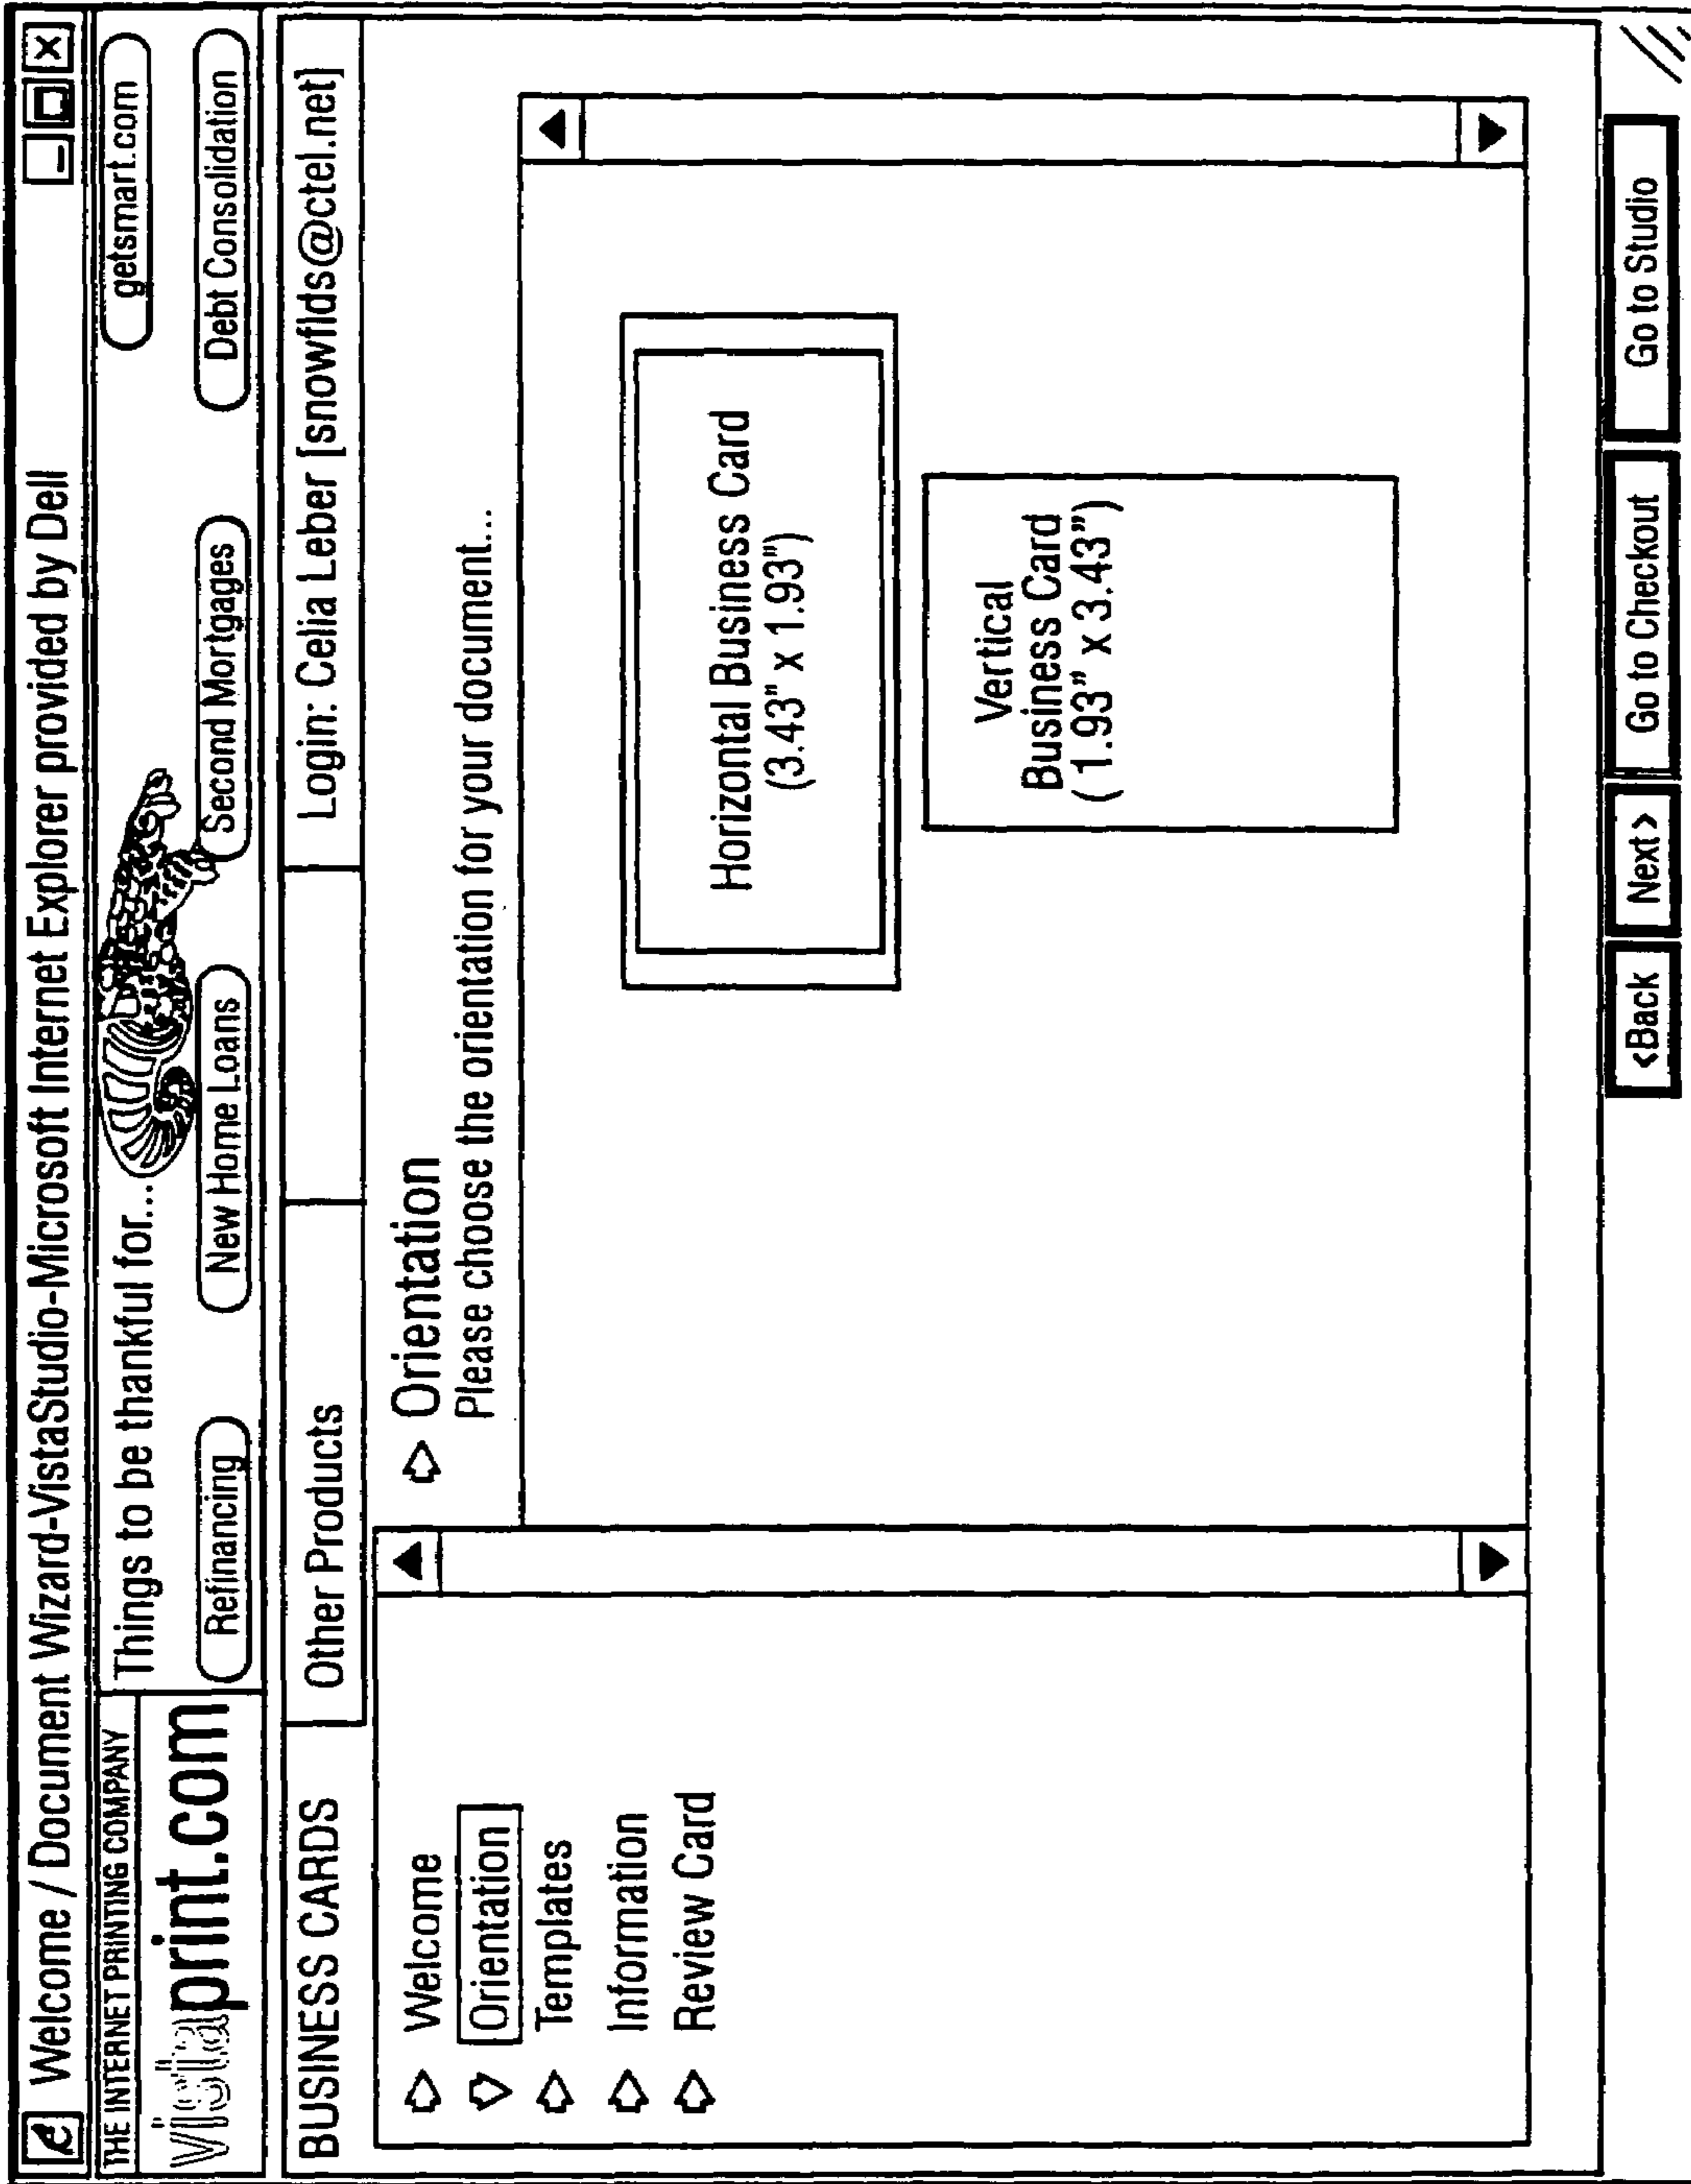 Welcome / Document Wizard-VistaStudio-Microsoft Internet Explorer provided by Dell
THE INTERNET PRINTING COMPANY
vistaprint.com
Things to be thankful for...
getsmart.com
Refinancing
New Home Loans
Second Mortgages
Debt Consolidation
BUSINESS CARDS
Other Products
Login: Celia Leber [snowflds@ctel.net]
Welcome
Orientation
Templates
Information
Review Card
Orientation
Please choose the orientation for your document...
Horizontal Business Card
(3.43" x 1.93")
Vertical
Business Card
(1.93" x 3.43")
<Back
Next>
Go to Checkout
Go to Studio